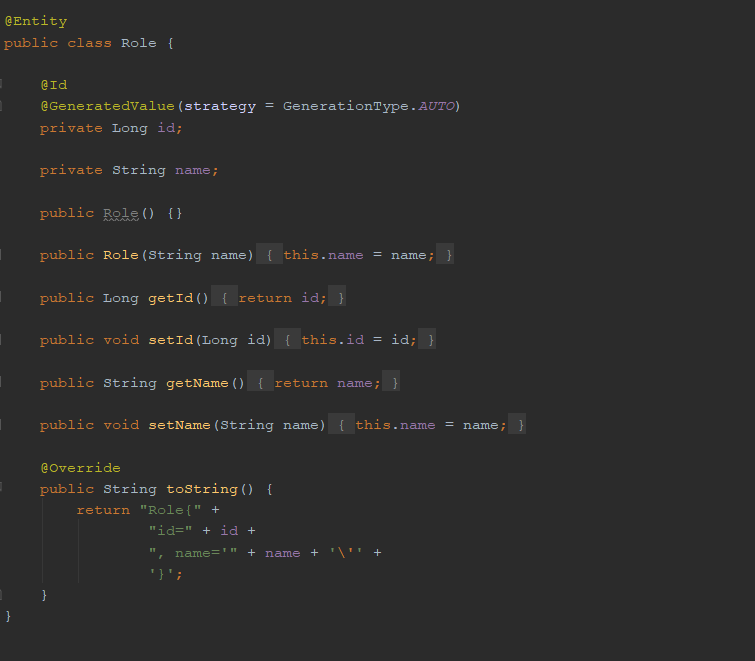 @Entity
public class Role {
@Id
@GeneratedValue(strategy = GenerationType.AUTO)
private Long id;
private String name;
public Role() {}
public Role(String name) { this.name = name; }
public Long getId() { return id; }
public void setId(Long id) { this.id = id; }
public String getName() { return name; }
public void setName(String name) { this.name = name; }
@Override
public String toString() {
return "Role{" +
"id=" + id +
", name='" + name + '\'' +
'}';
}
}